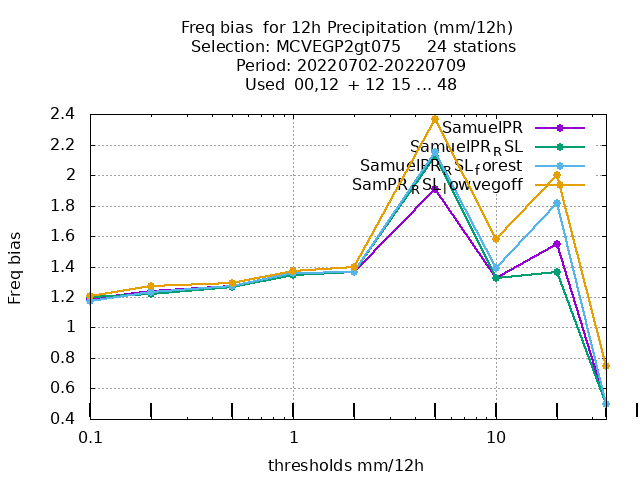 Freq bias  for 12h Precipitation (mm/12h)
Selection: MCVEGP2gt075     24 stations
Period: 20220702-20220709
Used  00,12  + 12 15 ... 48
2.4
2.2
2
1.8
1.6
1.4
1.2
1
0.8
0.6
0.4
Freq bias
SamuelPR
SamuelPR_RSL
SamuelPR_RSL_forest
SamPR_RSL_lowvegoff
0.1 1 10
thresholds mm/12h